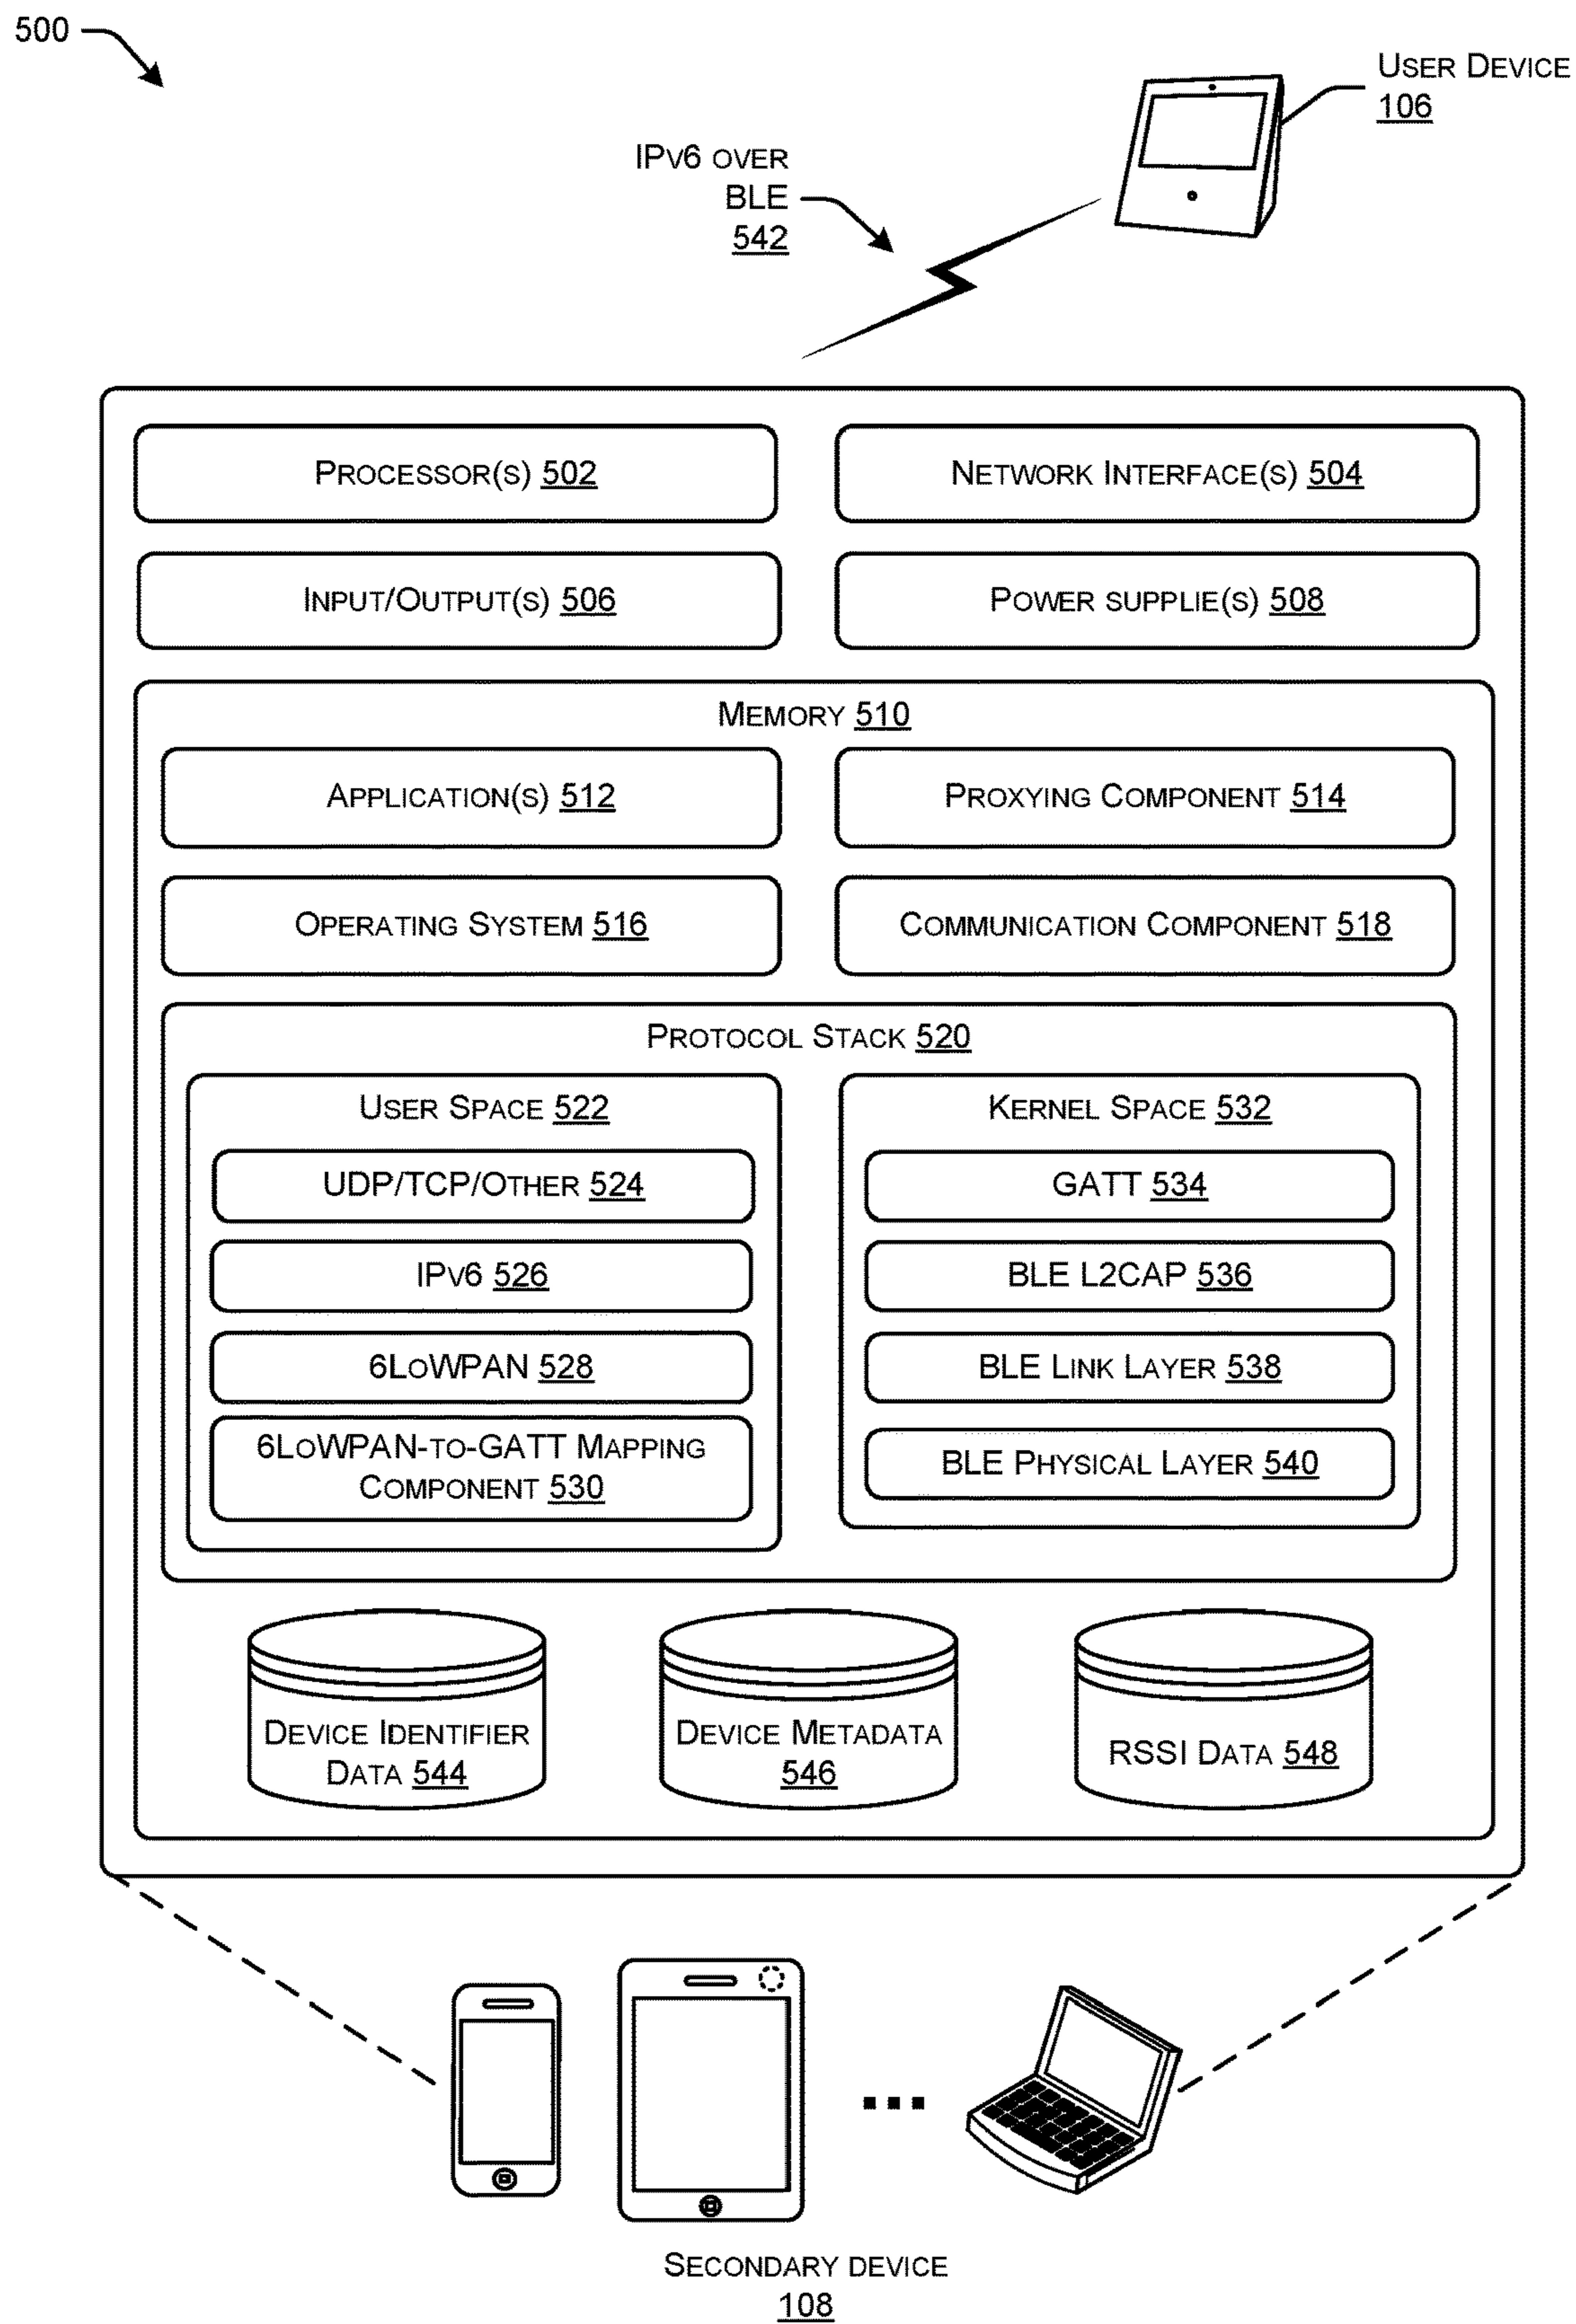 500
USER DEVICE
106
IPV6 OVER
BLE
542
PROCESSOR(S) 502
NETWORK INTERFACE(S) 504
INPUT/OUTPUT(S) 506
POWER SUPPLIE(S) 508
MEMORY 510
APPLICATION(S) 512
PROXYING COMPONENT 514
OPERATING SYSTEM 516
COMMUNICATION COMPONENT 518
PROTOCOL STACK 520
USER SPACE 522
UDP/TCP/OTHER 524
IPV6 526
6LOWPAN 528
6LOWPAN-TO-GATT MAPPING
COMPONENT 530
KERNEL SPACE 532
GATT 534
BLE L2CAP 536
BLE LINK LAYER 538
BLE PHYSICAL LAYER 540
DEVICE IDENTIFIER
DATA 544
DEVICE METADATA
546
RSSI DATA 548
SECONDARY DEVICE
108